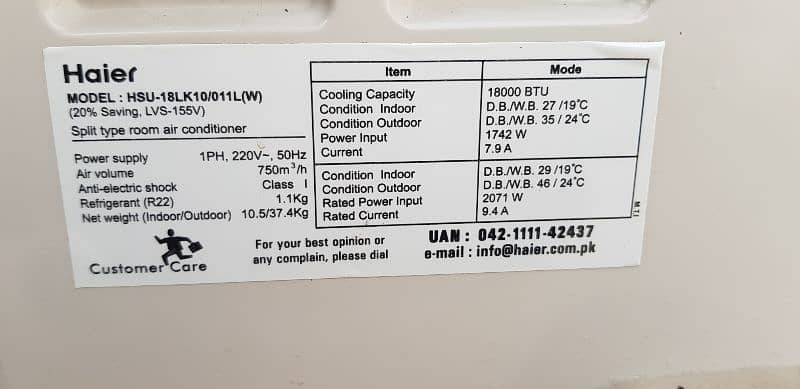 Haier
MODEL : HSU-18LK10/011L(W)
(20% Saving, LVS-155V)
Split type room air conditioner
Power supply 1PH, 220V~, 50Hz
Air volume 750m³/h
Anti-electric shock Class I
Refrigerant (R22) 1.1Kg
Net weight (Indoor/Outdoor) 10.5/37.4Kg
Item Mode
Cooling Capacity 18000 BTU
Condition Indoor D.B./W.B. 27 /19°C
Condition Outdoor D.B./W.B. 35 / 24°C
Power Input 1742 W
Current 7.9 A
Condition Indoor D.B./W.B. 29 /19°C
Condition Outdoor D.B./W.B. 46 / 24°C
Rated Power Input 2071 W
Rated Current 9.4 A
Customer Care
For your best opinion or
any complain, please dial
UAN : 042-1111-42437
e-mail : info@haier.com.pk